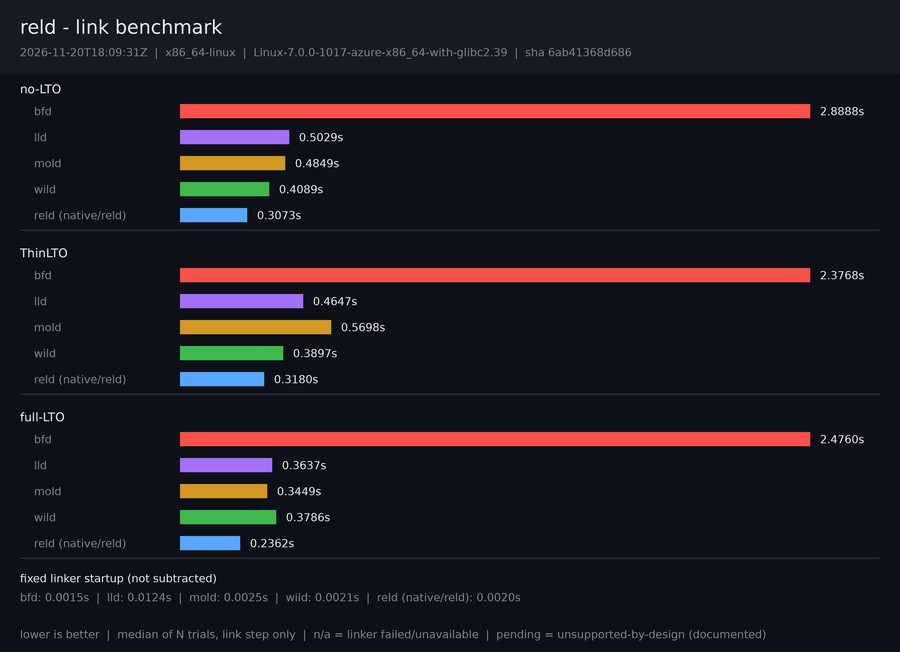 reld - link benchmark
2026-11-20T18:09:31Z | x86_64-linux | Linux-7.0.0-1017-azure-x86_64-with-glibc2.39 | sha 6ab41368d686
no-LTO
bfd 2.8888s
lld 0.5029s
mold 0.4849s
wild 0.4089s
reld (native/reld) 0.3073s
ThinLTO
bfd 2.3768s
lld 0.4647s
mold 0.5698s
wild 0.3897s
reld (native/reld) 0.3180s
full-LTO
bfd 2.4760s
lld 0.3637s
mold 0.3449s
wild 0.3786s
reld (native/reld) 0.2362s
fixed linker startup (not subtracted)
bfd: 0.0015s | lld: 0.0124s | mold: 0.0025s | wild: 0.0021s | reld (native/reld): 0.0020s
lower is better | median of N trials, link step only | n/a = linker failed/unavailable | pending = unsupported-by-design (documented)